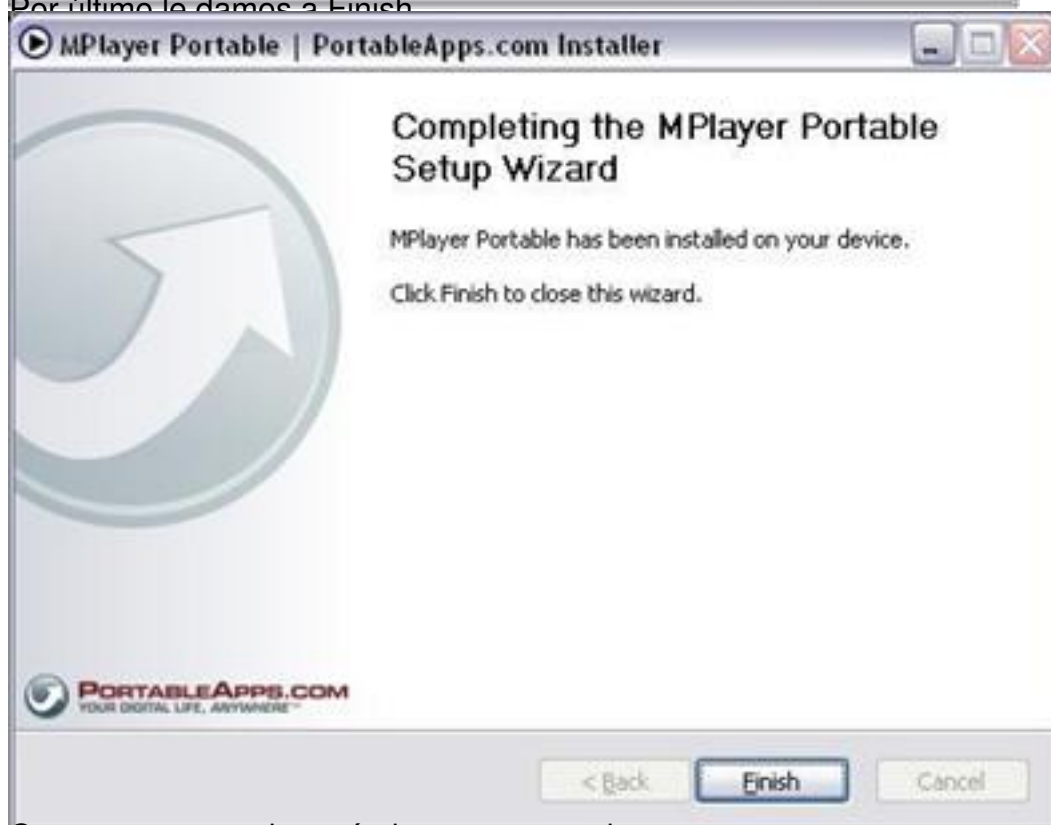 Por último le damos a Finish
MPlayer Portable | PortableApps.com Installer
Completing the MPlayer Portable
Setup Wizard
MPlayer Portable has been installed on your device.
Click Finish to close this wizard.
PORTABLEAPPS.COM
YOUR DIGITAL LIFE, ANYWHERE™
< Back
Finish
Cancel